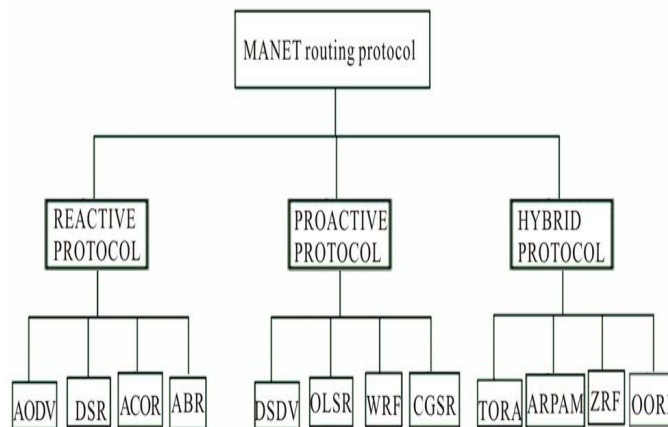 MANET routing protocol
REACTIVE
PROTOCOL
PROACTIVE
PROTOCOL
HYBRID
PROTOCOL
AODV DSR ACOR ABR DSDV OLSR WRF CGSR TORA ARPAM ZRF